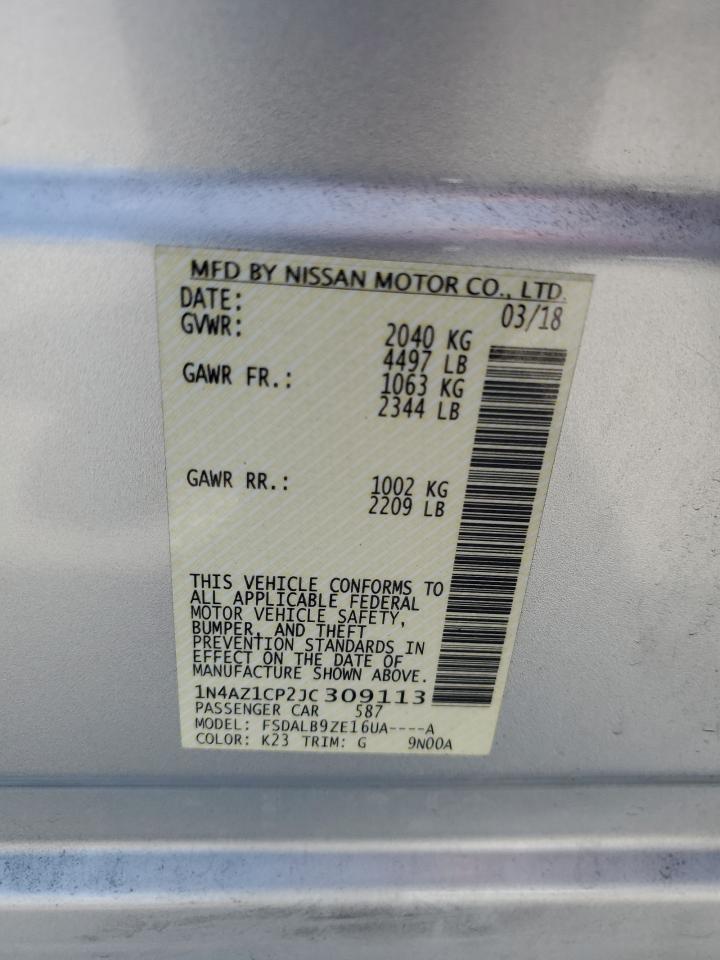 MFD BY NISSAN MOTOR CO., LTD.
DATE: 03/18
GVWR: 2040 KG
4497 LB
GAWR FR.: 1063 KG
2344 LB
GAWR RR.: 1002 KG
2209 LB
THIS VEHICLE CONFORMS TO
ALL APPLICABLE FEDERAL
MOTOR VEHICLE SAFETY,
BUMPER, AND THEFT
PREVENTION STANDARDS IN
EFFECT ON THE DATE OF
MANUFACTURE SHOWN ABOVE.
1N4AZ1CP2JC309113
PASSENGER CAR 587
MODEL: FSDALB9ZE16UA----A
COLOR: K23 TRIM: G 9N00A